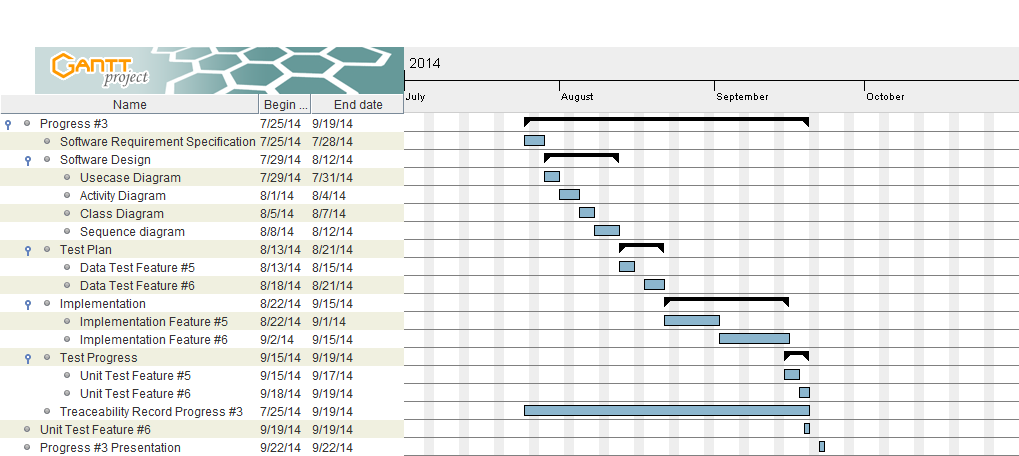 GANTT
project
2014
July August September October
Name Begin ... End date
Progress #3 7/25/14 9/19/14
Software Requirement Specification 7/25/14 7/28/14
Software Design 7/29/14 8/12/14
Usecase Diagram 7/29/14 7/31/14
Activity Diagram 8/1/14 8/4/14
Class Diagram 8/5/14 8/7/14
Sequence diagram 8/8/14 8/12/14
Test Plan 8/13/14 8/21/14
Data Test Feature #5 8/13/14 8/15/14
Data Test Feature #6 8/18/14 8/21/14
Implementation 8/22/14 9/15/14
Implementation Feature #5 8/22/14 9/1/14
Implementation Feature #6 9/2/14 9/15/14
Test Progress 9/15/14 9/19/14
Unit Test Feature #5 9/15/14 9/17/14
Unit Test Feature #6 9/18/14 9/19/14
Treaceability Record Progress #3 7/25/14 9/19/14
Unit Test Feature #6 9/19/14 9/19/14
Progress #3 Presentation 9/22/14 9/22/14